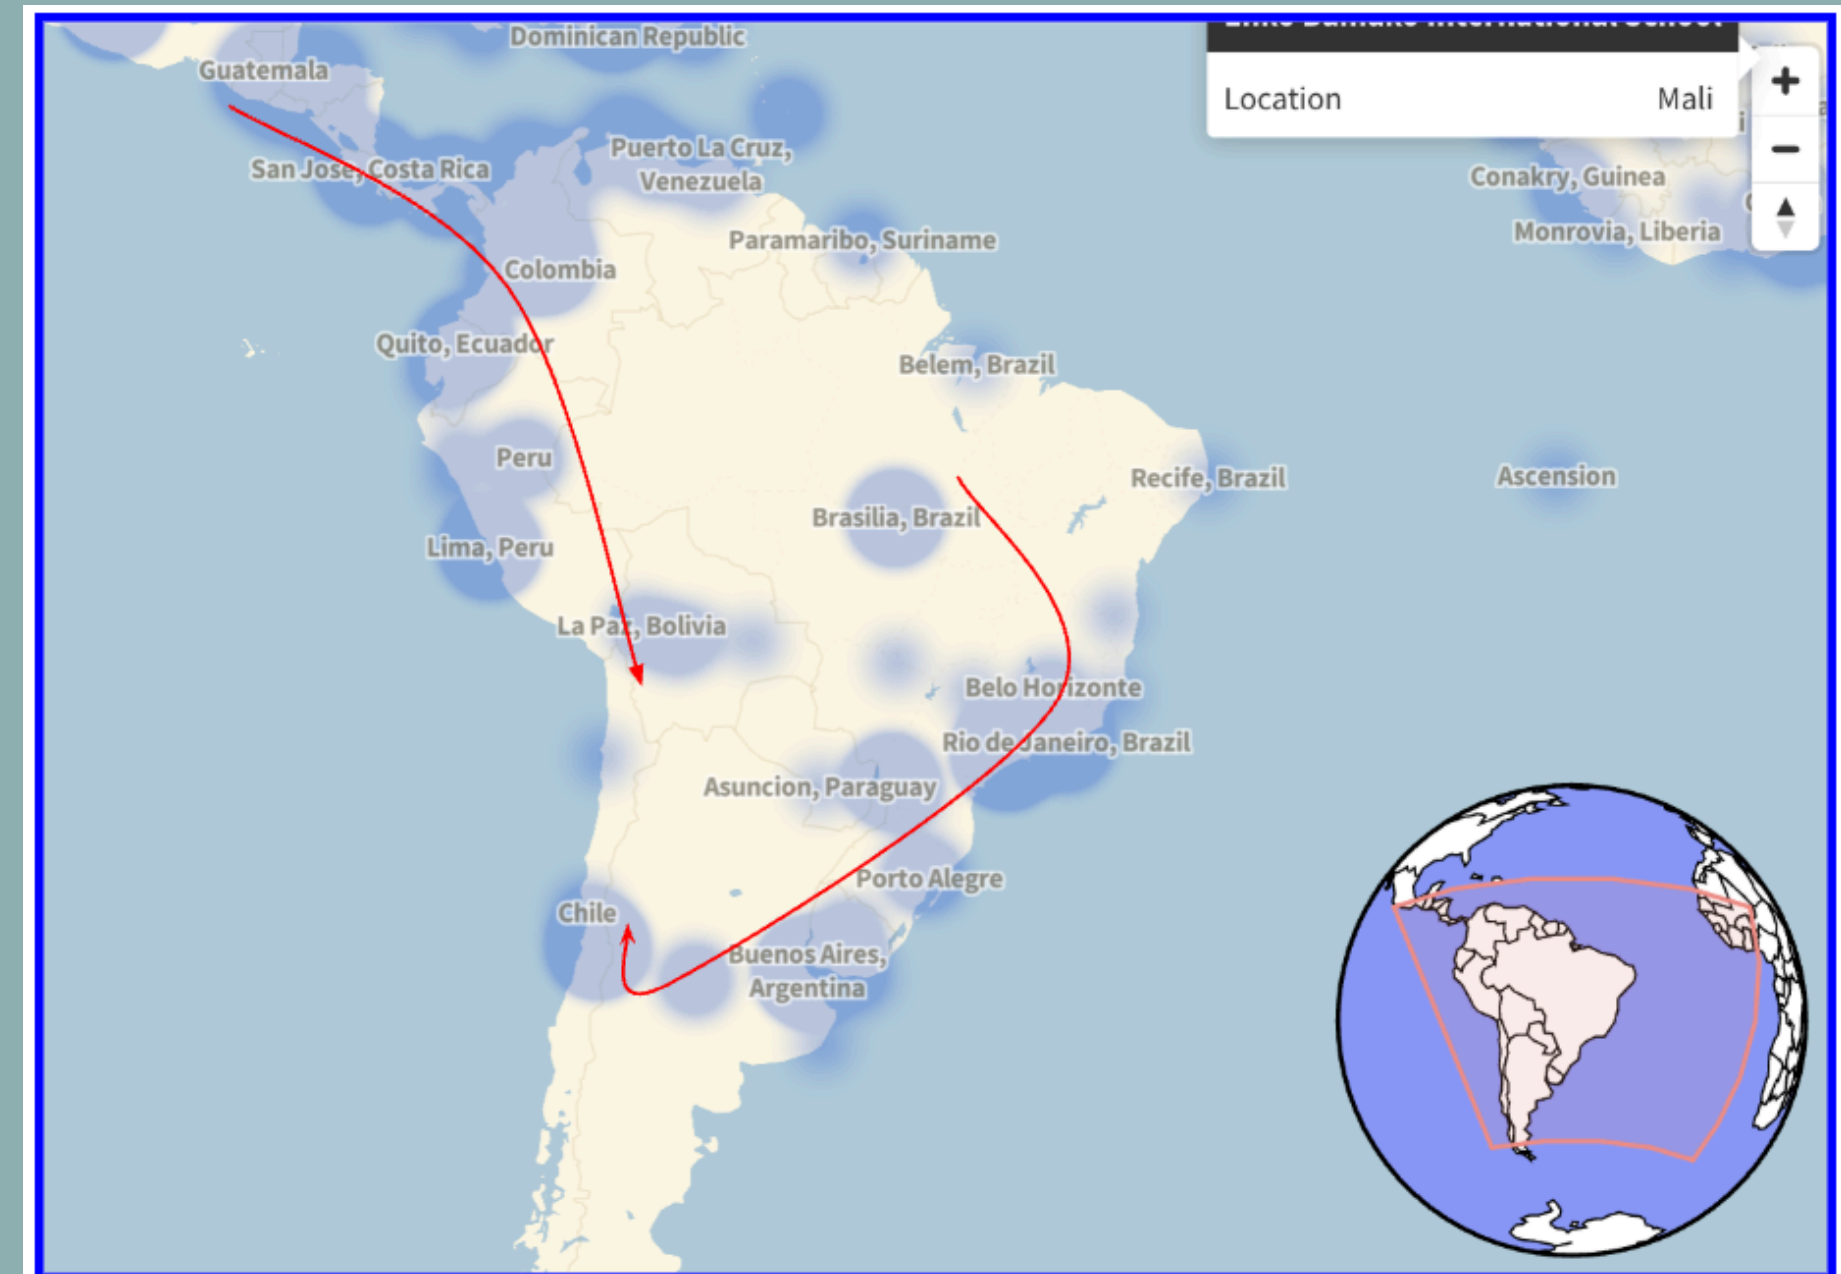 Dominican Republic
Guatemala
Location Mali
Puerto La Cruz,
Venezuela
San Jose, Costa Rica
Conakry, Guinea
Monrovia, Liberia
Paramaribo, Suriname
Colombia
Quito, Ecuador
Belem, Brazil
Peru
Recife, Brazil
Ascension
Brasilia, Brazil
Lima, Peru
La Paz, Bolivia
Belo Horizonte
Rio de Janeiro, Brazil
Asuncion, Paraguay
Porto Alegre
Chile
Buenos Aires,
Argentina